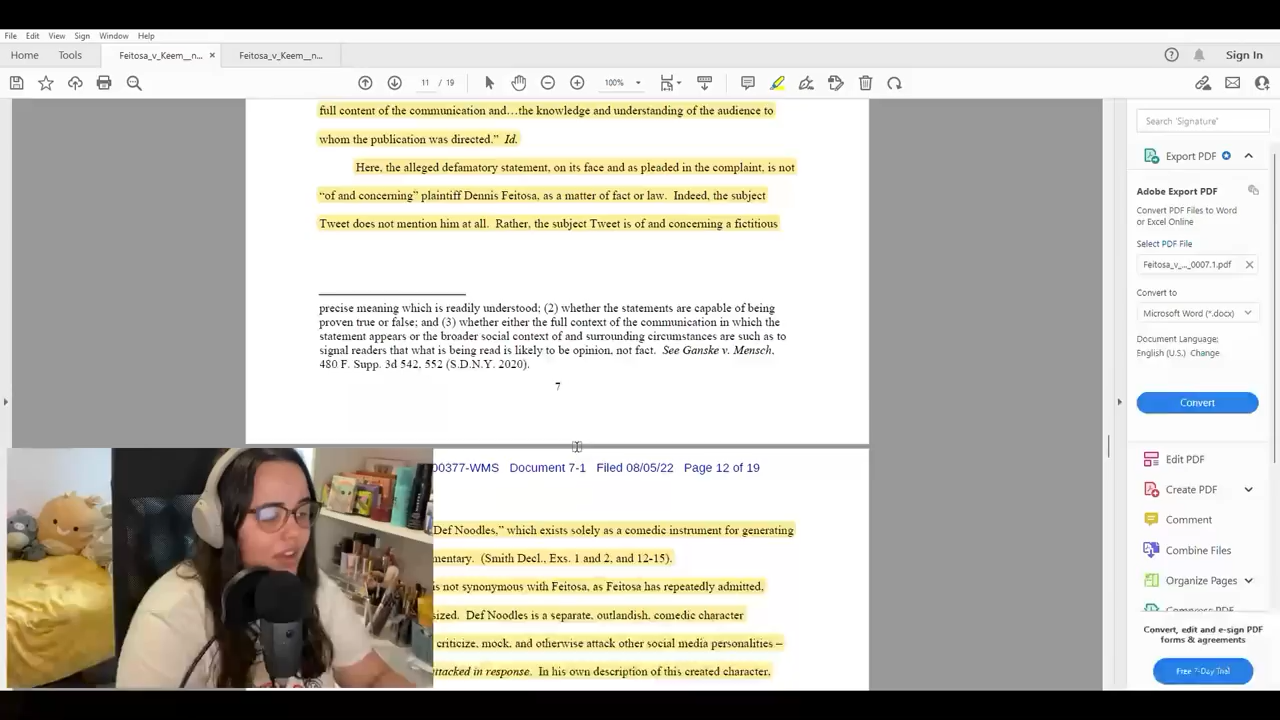 File Edit View Sign Window Help
Home Tools Feitosa_v_Keem__n... × Feitosa_v_Keem__n... Sign In
11 / 19 100%
full content of the communication and…the knowledge and understanding of the audience to
whom the publication was directed.” Id.
Here, the alleged defamatory statement, on its face and as pleaded in the complaint, is not
“of and concerning” plaintiff Dennis Feitosa, as a matter of fact or law. Indeed, the subject
Tweet does not mention him at all. Rather, the subject Tweet is of and concerning a fictitious
precise meaning which is readily understood; (2) whether the statements are capable of being
proven true or false; and (3) whether either the full context of the communication in which the
statement appears or the broader social context of and surrounding circumstances are such as to
signal readers that what is being read is likely to be opinion, not fact. See Ganske v. Mensch,
480 F. Supp. 3d 542, 552 (S.D.N.Y. 2020).
7
00377-WMS Document 7-1 Filed 08/05/22 Page 12 of 19
Def Noodles,” which exists solely as a comedic instrument for generating
mentary. (Smith Decl., Exs. 1 and 2, and 12-15).
is not synonymous with Feitosa, as Feitosa has repeatedly admitted,
sized. Def Noodles is a separate, outlandish, comedic character
criticize, mock, and otherwise attack other social media personalities –
ttacked in response. In his own description of this created character,
Search 'Signature'
Export PDF
Adobe Export PDF
Convert PDF Files to Word
or Excel Online
Select PDF File
Feitosa_v_..._0007.1.pdf
Convert to
Microsoft Word (*.docx)
Document Language:
English (U.S.) Change
Convert
Edit PDF
Create PDF
Comment
Combine Files
Organize Pages
Compress PDF
Convert, edit and e-sign PDF
forms & agreements
Free 7-Day Trial